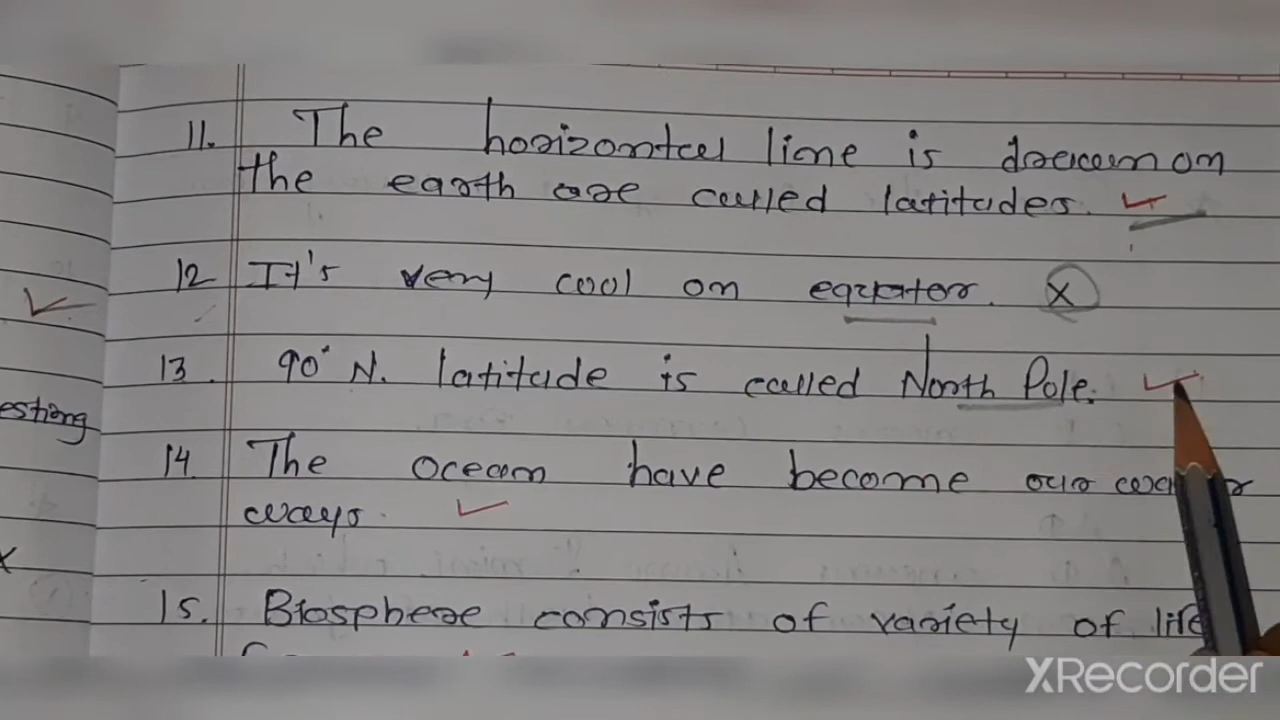 11. The horizontal line is drawn on
the earth are called latitudes.
12 It's very cool on equator. X
13. 90° N. latitude is called North Pole.
esting
14. The ocean have become our
ways.
15. Biosphere consists of variety of life
XRecorder